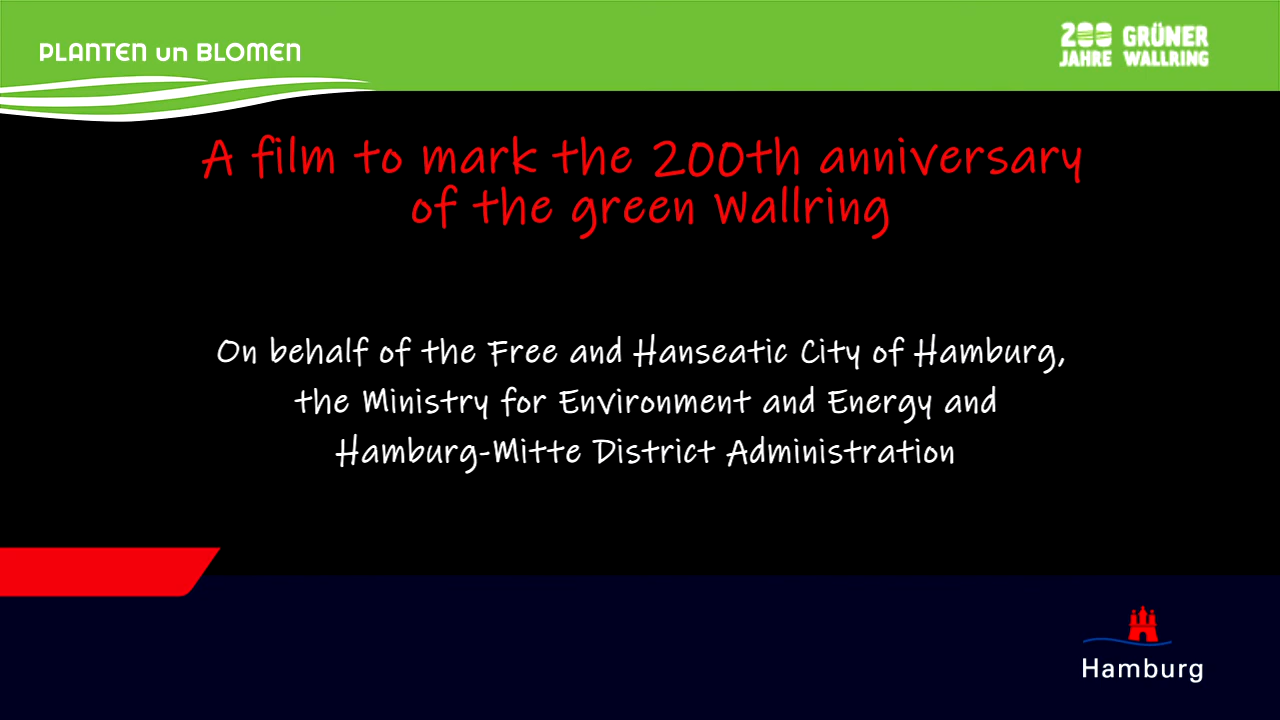 PLANTEN un BLOMEN
200 GRÜNER
JAHRE WALLRING
A film to mark the 200th anniversary
of the green Wallring
On behalf of the Free and Hanseatic City of Hamburg,
the Ministry for Environment and Energy and
Hamburg-Mitte District Administration
Hamburg